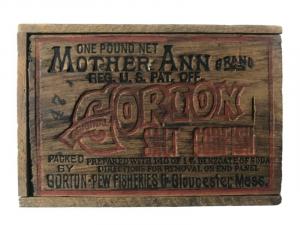 ONE POUND NET
MOTHER ANN BRAND
REG. U.S. PAT. OFF.
GORTON
PACKED PREPARED WITH 1/10 OF 1% BENZOATE OF SODA
BY DIRECTIONS FOR REMOVAL ON END PANEL
GORTON-PEW FISHERIES Co Gloucester, Mass.